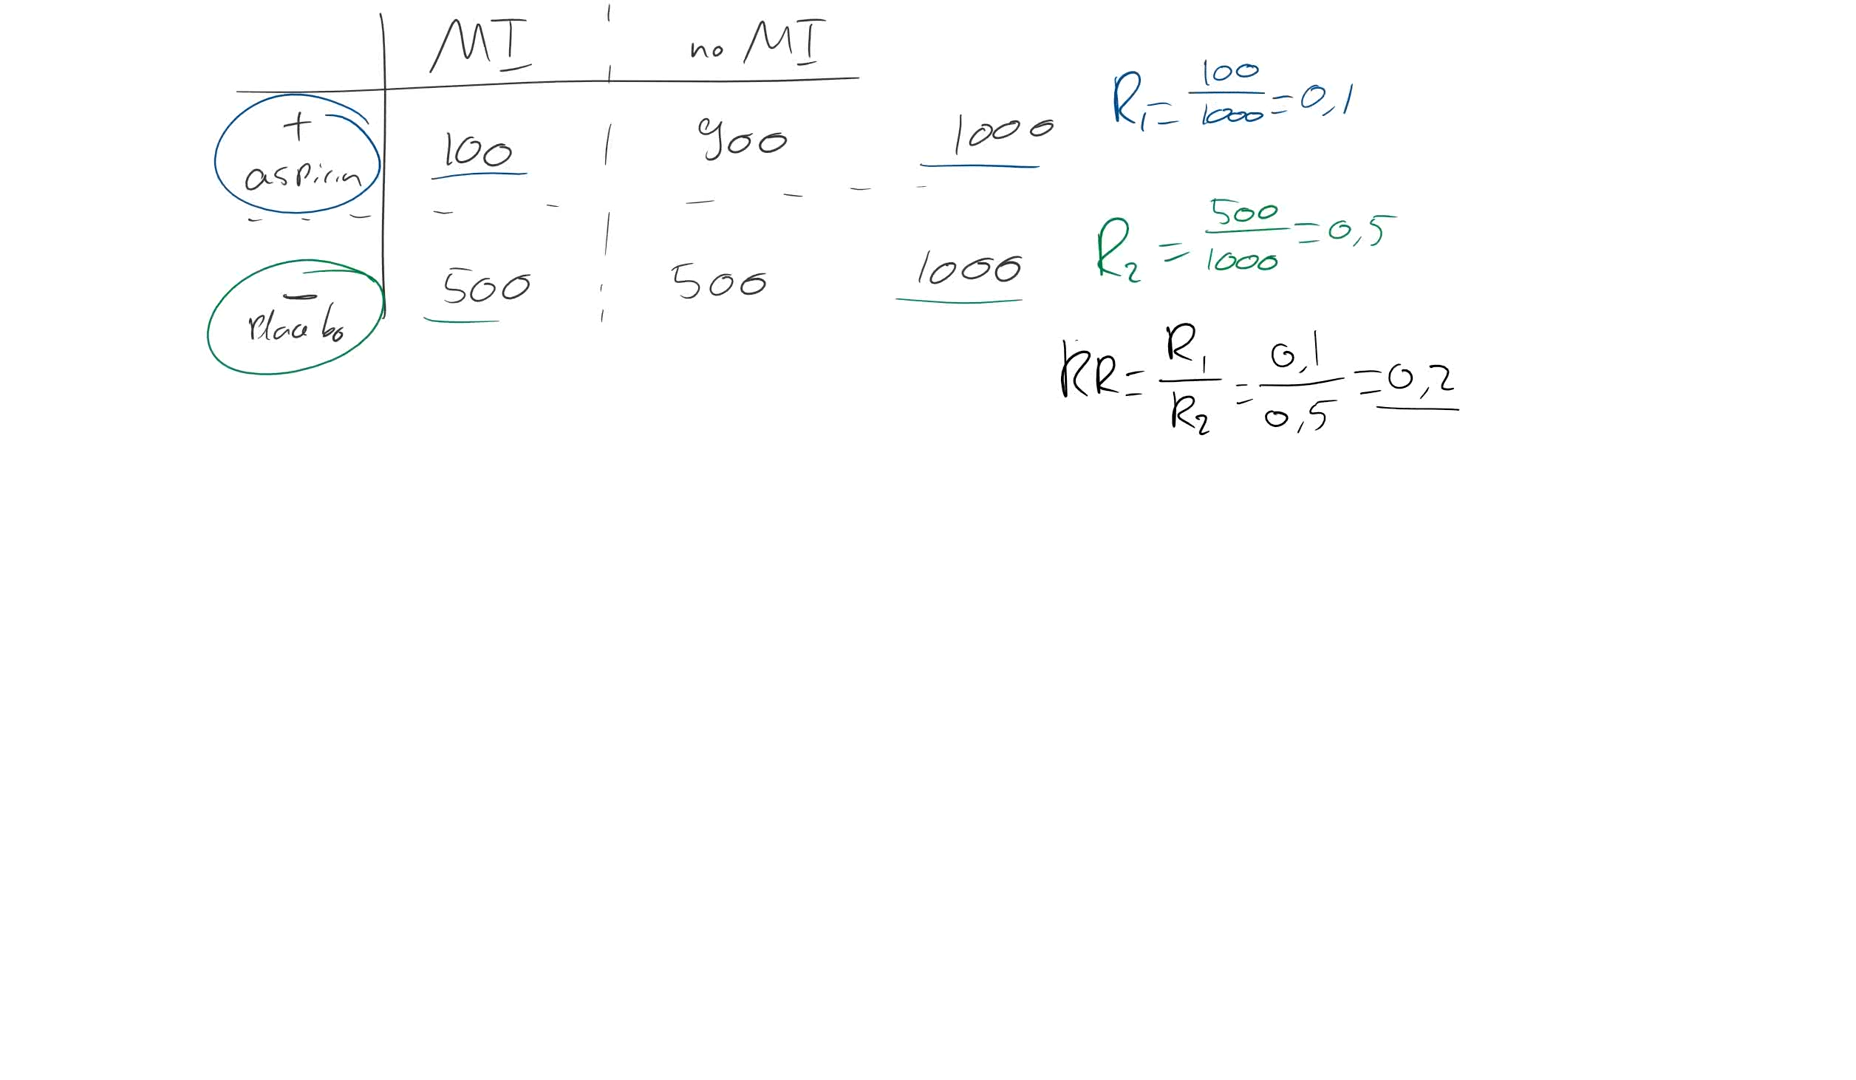 MI no MI
+ aspirin 100 900 1000
R₁ = 100/1000 = 0,1
- Placebo 500 500 1000
R₂ = 500/1000 = 0,5
RR = R₁/R₂ = 0,1/0,5 = 0,2